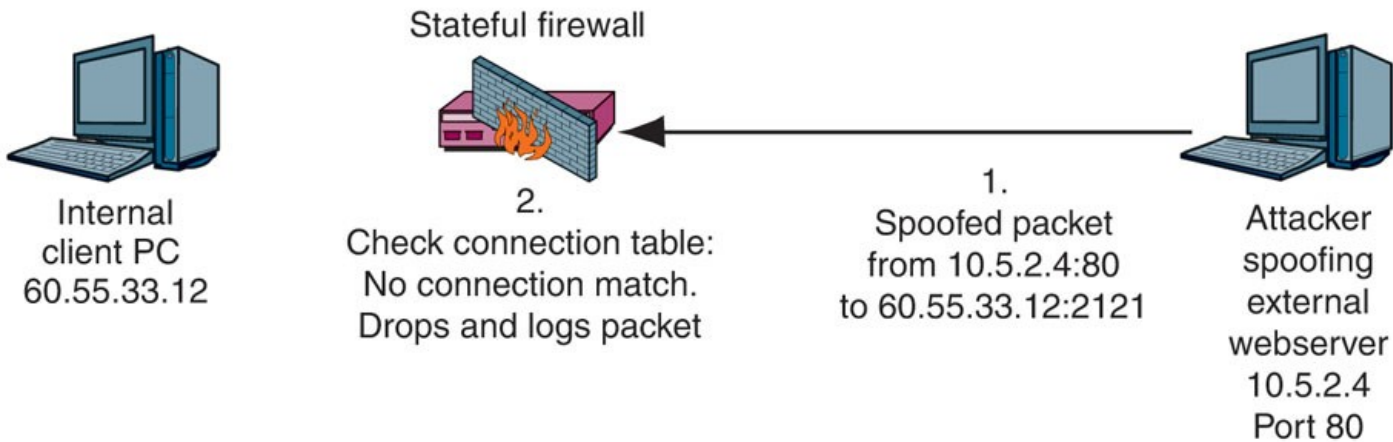 Stateful firewall
Internal
client PC
60.55.33.12
2.
Check connection table:
No connection match.
Drops and logs packet
1.
Spoofed packet
from 10.5.2.4:80
to 60.55.33.12:2121
Attacker
spoofing
external
webserver
10.5.2.4
Port 80